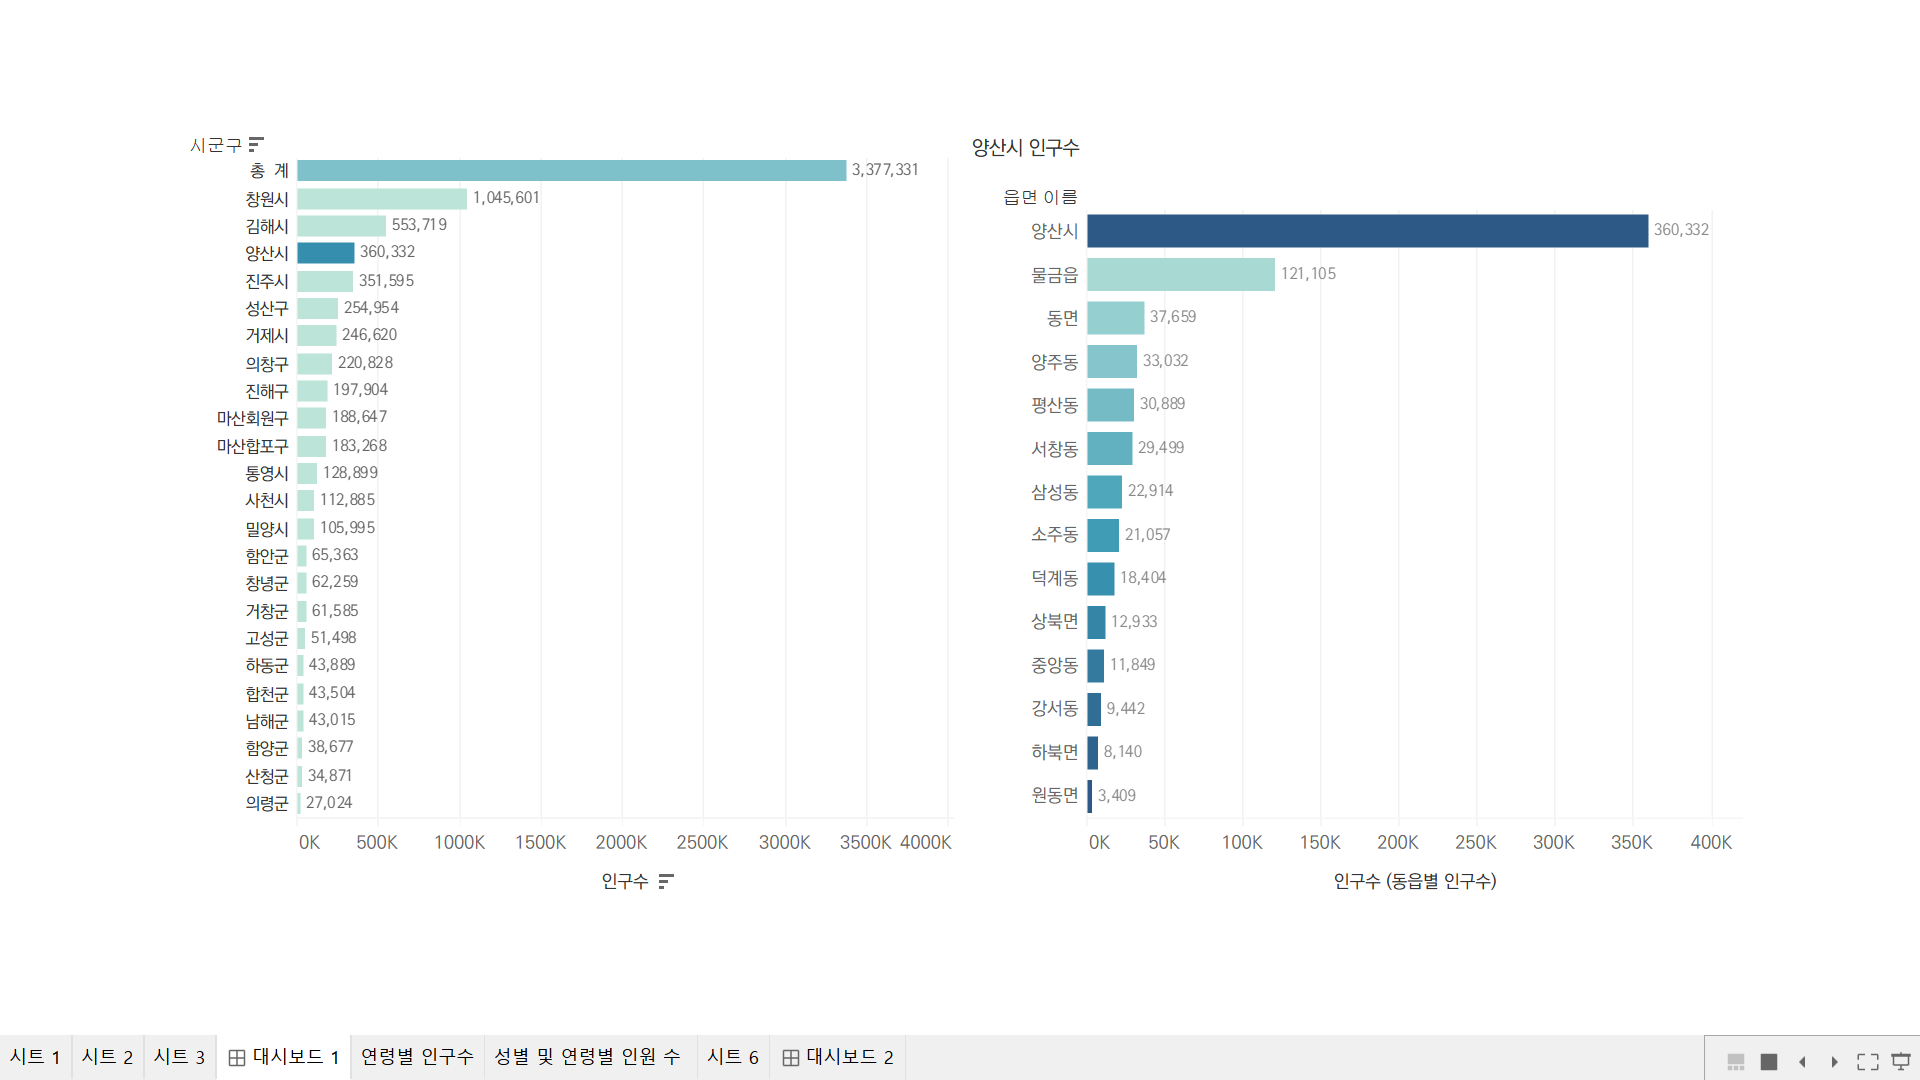 시군구
총 계 3,377,331
창원시 1,045,601
김해시 553,719
양산시 360,332
진주시 351,595
성산구 254,954
거제시 246,620
의창구 220,828
진해구 197,904
마산회원구 188,647
마산합포구 183,268
통영시 128,899
사천시 112,885
밀양시 105,995
함안군 65,363
창녕군 62,259
거창군 61,585
고성군 51,498
하동군 43,889
합천군 43,504
남해군 43,015
함양군 38,677
산청군 34,871
의령군 27,024
0K 500K 1000K 1500K 2000K 2500K 3000K 3500K 4000K
인구수
양산시 인구수
읍면 이름
양산시 360,332
물금읍 121,105
동면 37,659
양주동 33,032
평산동 30,889
서창동 29,499
삼성동 22,914
소주동 21,057
덕계동 18,404
상북면 12,933
중앙동 11,849
강서동 9,442
하북면 8,140
원동면 3,409
0K 50K 100K 150K 200K 250K 300K 350K 400K
인구수 (동읍별 인구수)
시트 1 시트 2 시트 3 대시보드 1 연령별 인구수 성별 및 연령별 인원 수 시트 6 대시보드 2